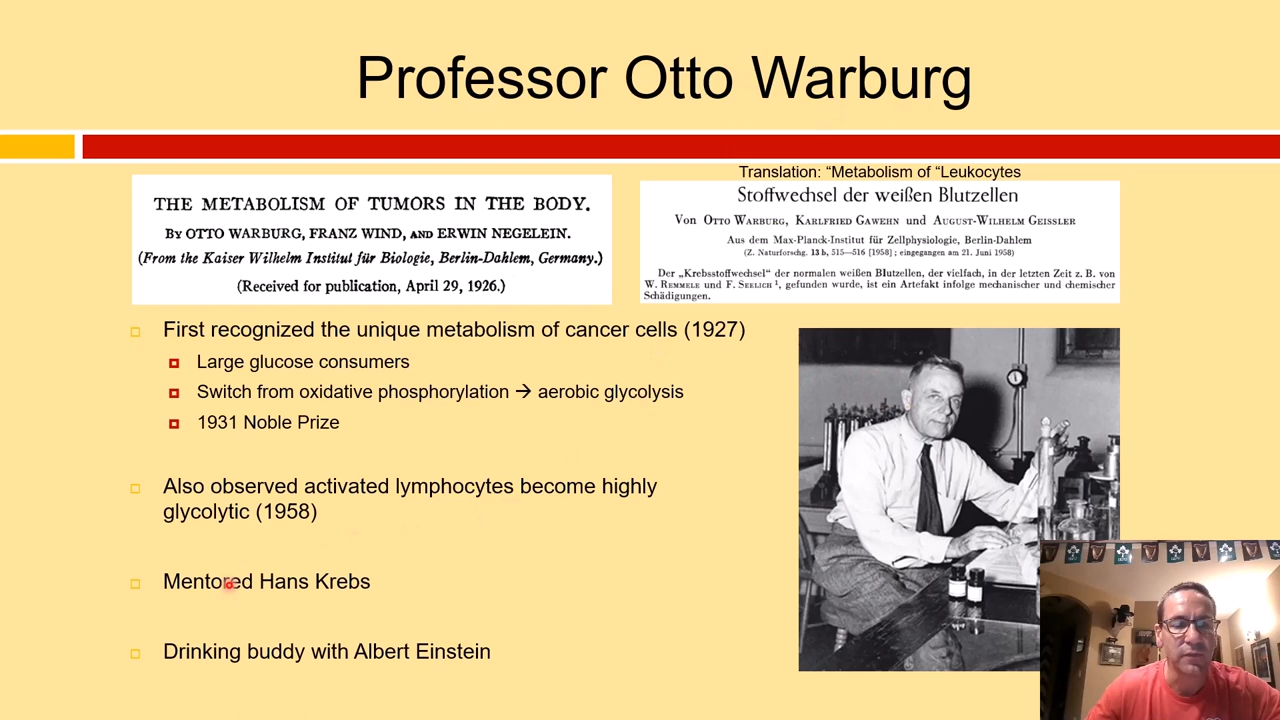 Professor Otto Warburg
THE METABOLISM OF TUMORS IN THE BODY.
BY OTTO WARBURG, FRANZ WIND, AND ERWIN NEGELEIN.
(From the Kaiser Wilhelm Institut für Biologie, Berlin-Dahlem, Germany.)
(Received for publication, April 29, 1926.)
Translation: “Metabolism of “Leukocytes
Stoffwechsel der weißen Blutzellen
Von OTTO WARBURG, KARLFRIED GAWEHN und AUGUST-WILHELM GEISSLER
Aus dem Max-Planck-Institut für Zellphysiologie, Berlin-Dahlem
(Z. Naturforschg. 13 b, 515—516 [1958] ; eingegangen am 21. Juni 1958)
Der „Krebsstoffwechsel“ der normalen weißen Blutzellen, der vielfach, in der letzten Zeit z. B. von
W. REMMELE und F. SEELICH ¹, gefunden wurde, ist ein Artefakt infolge mechanischer und chemischer
Schädigungen.
First recognized the unique metabolism of cancer cells (1927)
Large glucose consumers
Switch from oxidative phosphorylation → aerobic glycolysis
1931 Noble Prize
Also observed activated lymphocytes become highly
glycolytic (1958)
Mentored Hans Krebs
Drinking buddy with Albert Einstein